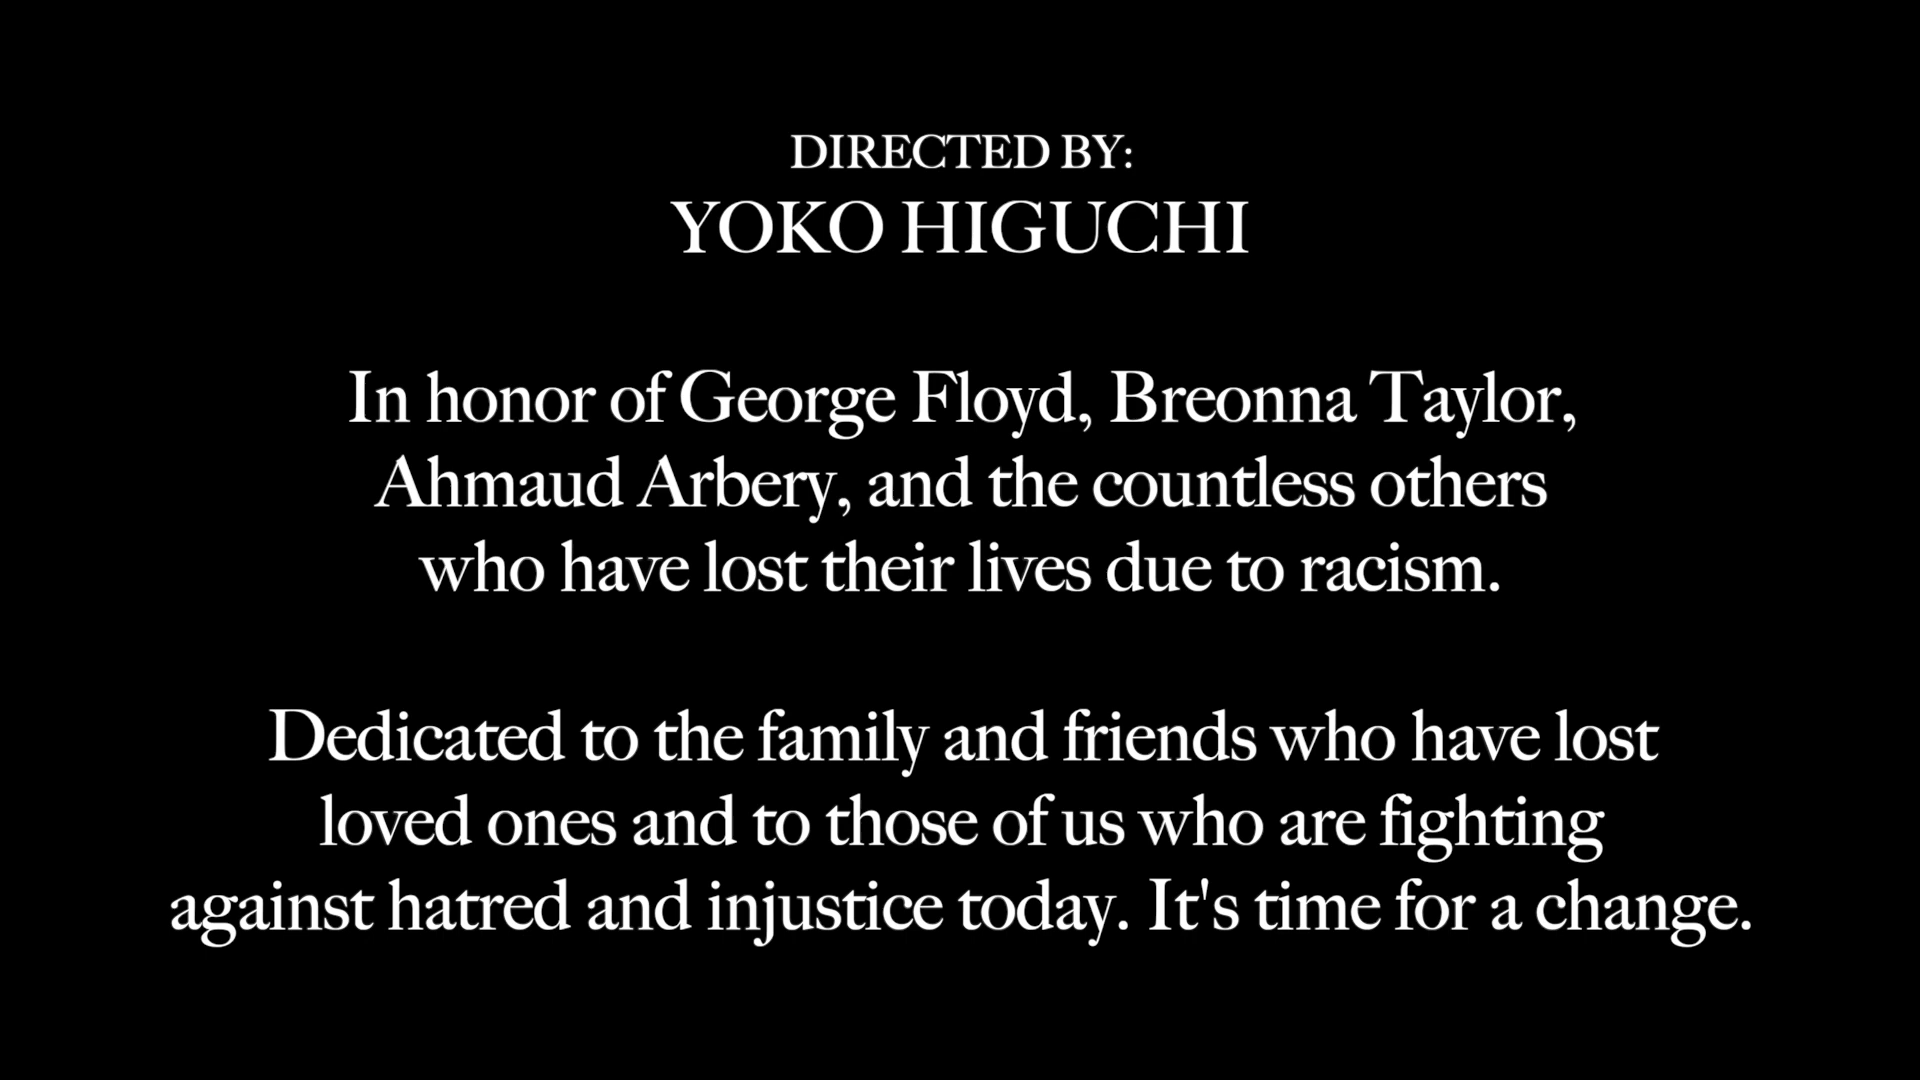 DIRECTED BY:
YOKO HIGUCHI
In honor of George Floyd, Breonna Taylor,
Ahmaud Arbery, and the countless others
who have lost their lives due to racism.
Dedicated to the family and friends who have lost
loved ones and to those of us who are fighting
against hatred and injustice today. It's time for a change.